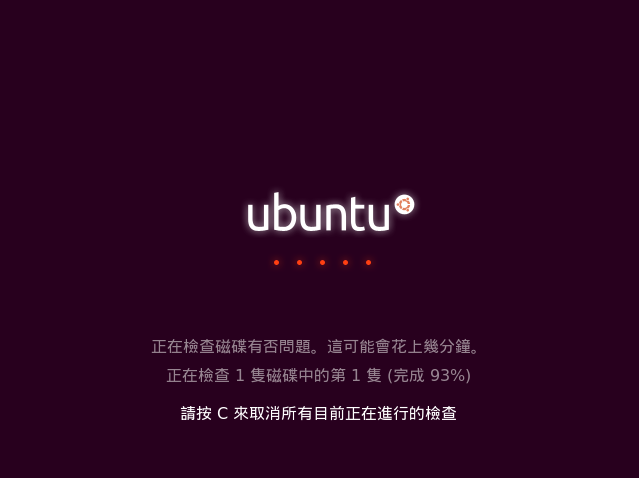 ubuntu
正在檢查磁碟有否問題。這可能會花上幾分鐘。
正在檢查 1 隻磁碟中的第 1 隻 (完成 93%)
請按 C 來取消所有目前正在進行的檢查